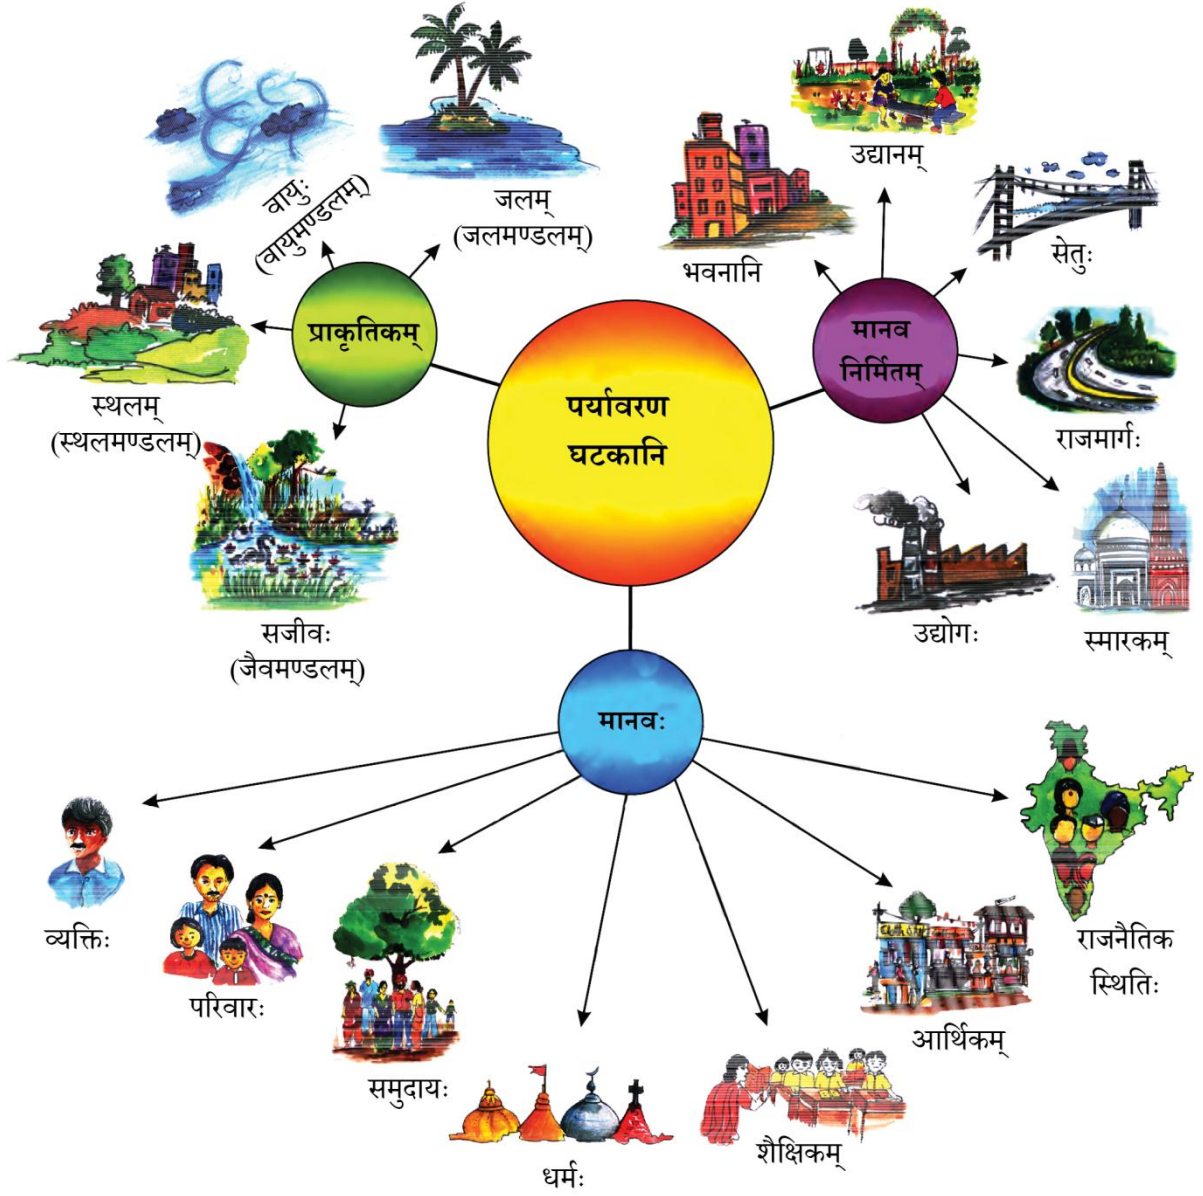 पर्यावरण
घटकानि
प्राकृतिकम्
वायुः
(वायुमण्डलम्)
जलम्
(जलमण्डलम्)
स्थलम्
(स्थलमण्डलम्)
सजीवः
(जैवमण्डलम्)
मानव
निर्मितम्
भवनानि
उद्यानम्
सेतुः
राजमार्गः
स्मारकम्
उद्योगः
मानवः
व्यक्तिः
परिवारः
समुदायः
धर्मः
शैक्षिकम्
आर्थिकम्
राजनैतिक
स्थितिः